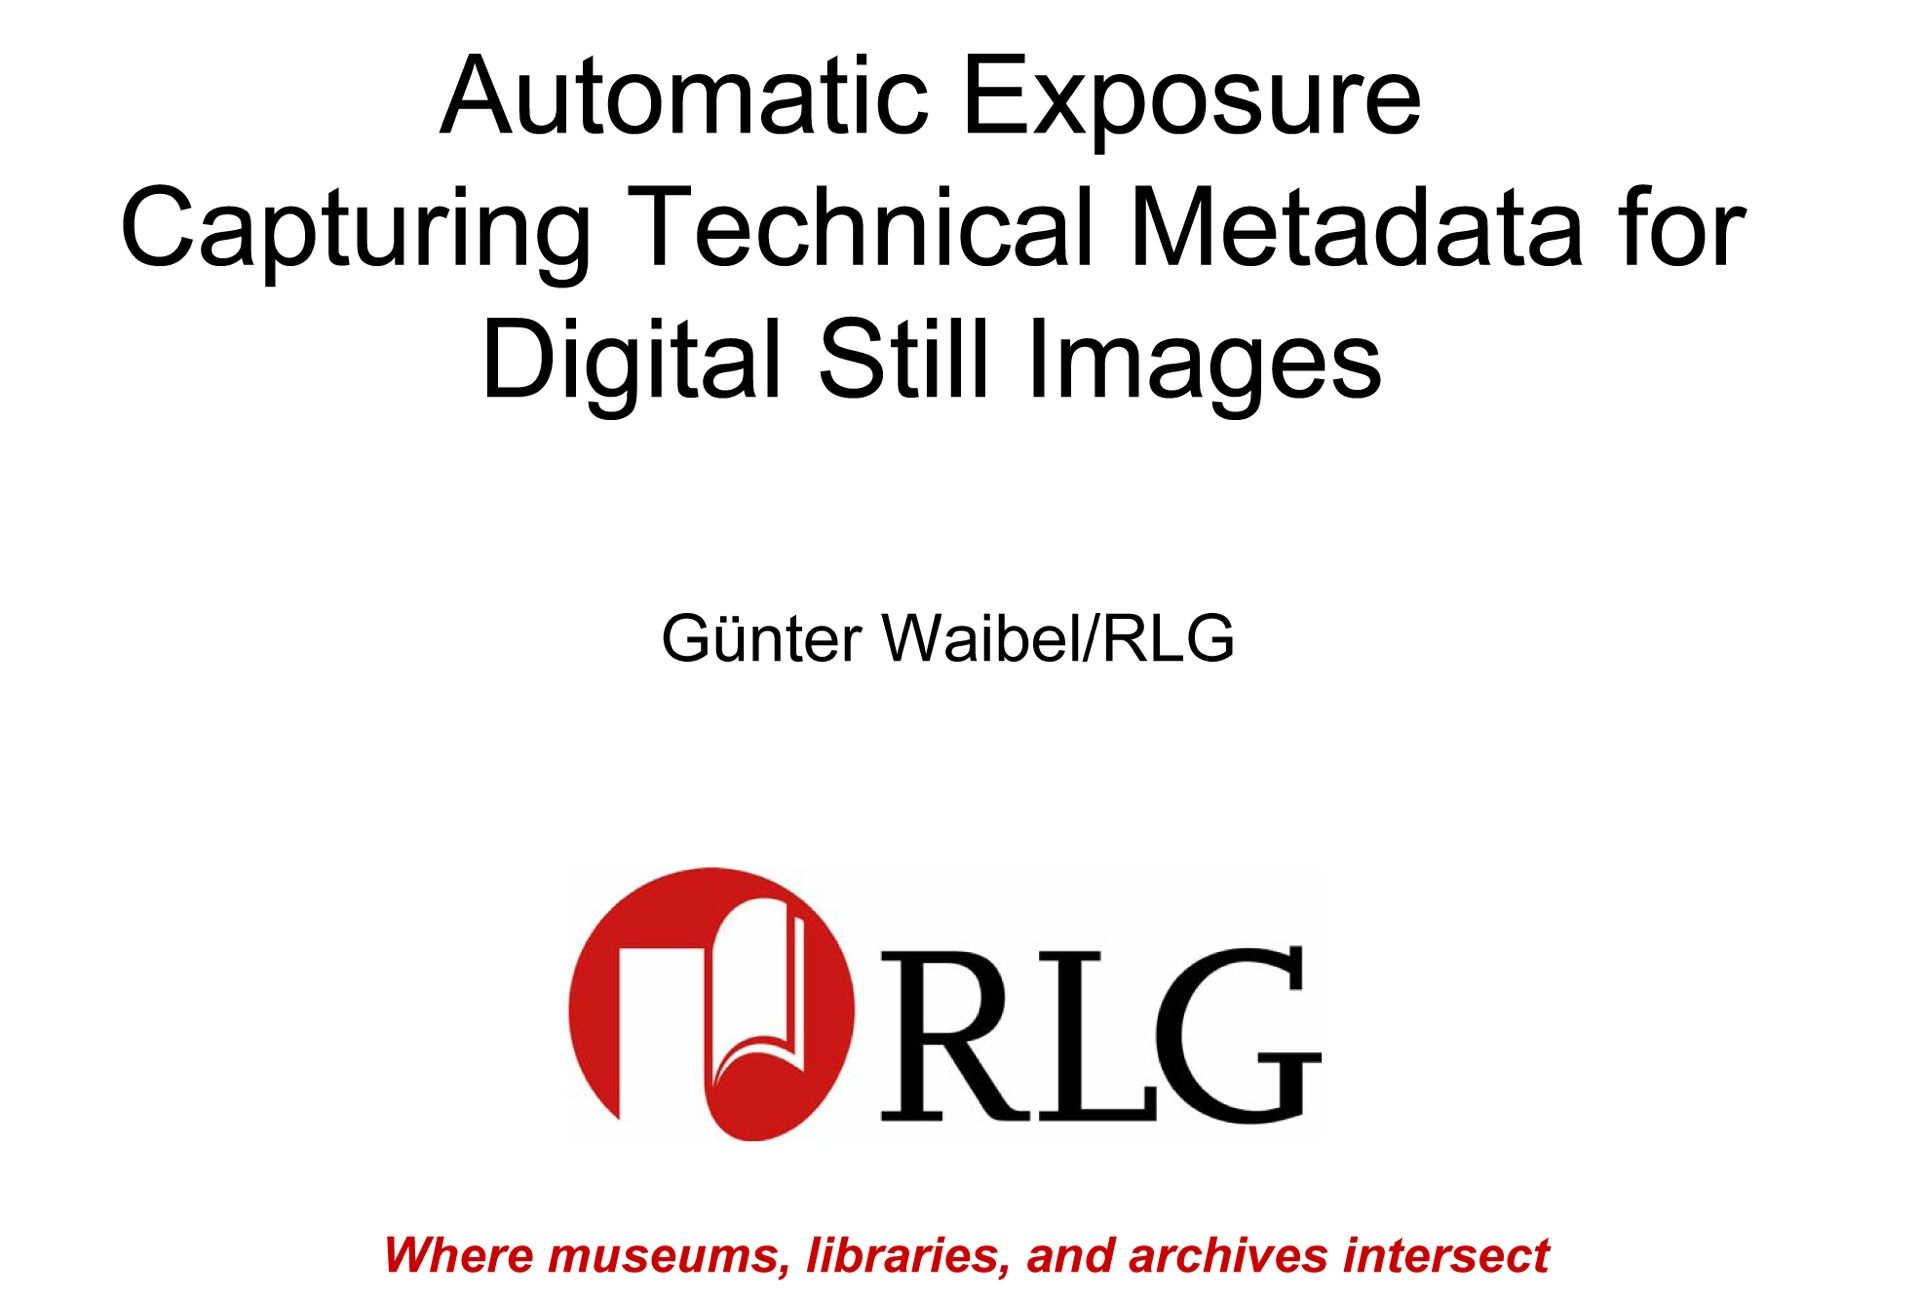 Automatic Exposure
Capturing Technical Metadata for
Digital Still Images
Günter Waibel/RLG
RLG
Where museums, libraries, and archives intersect